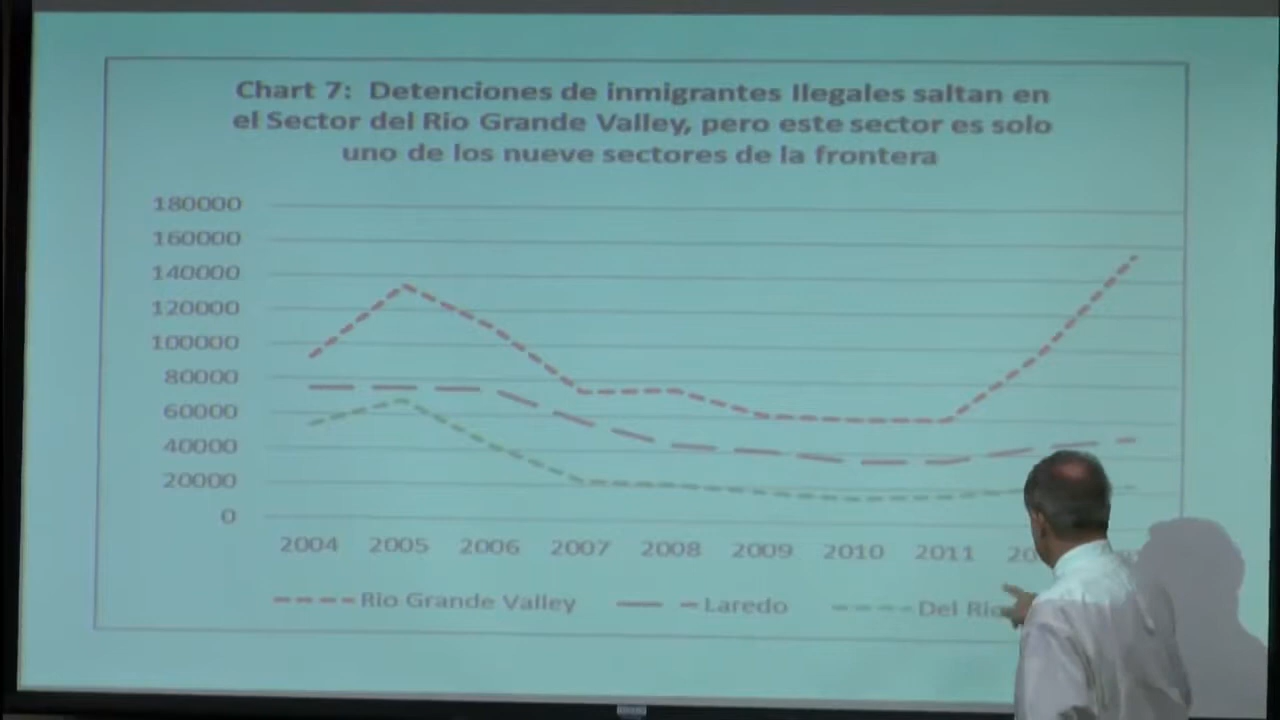 Chart 7: Detenciones de inmigrantes Ilegales saltan en
el Sector del Rio Grande Valley, pero este sector es solo
uno de los nueve sectores de la frontera
180000
160000
140000
120000
100000
80000
60000
40000
20000
0
2004 2005 2006 2007 2008 2009 2010 2011
Rio Grande Valley Laredo Del Rio